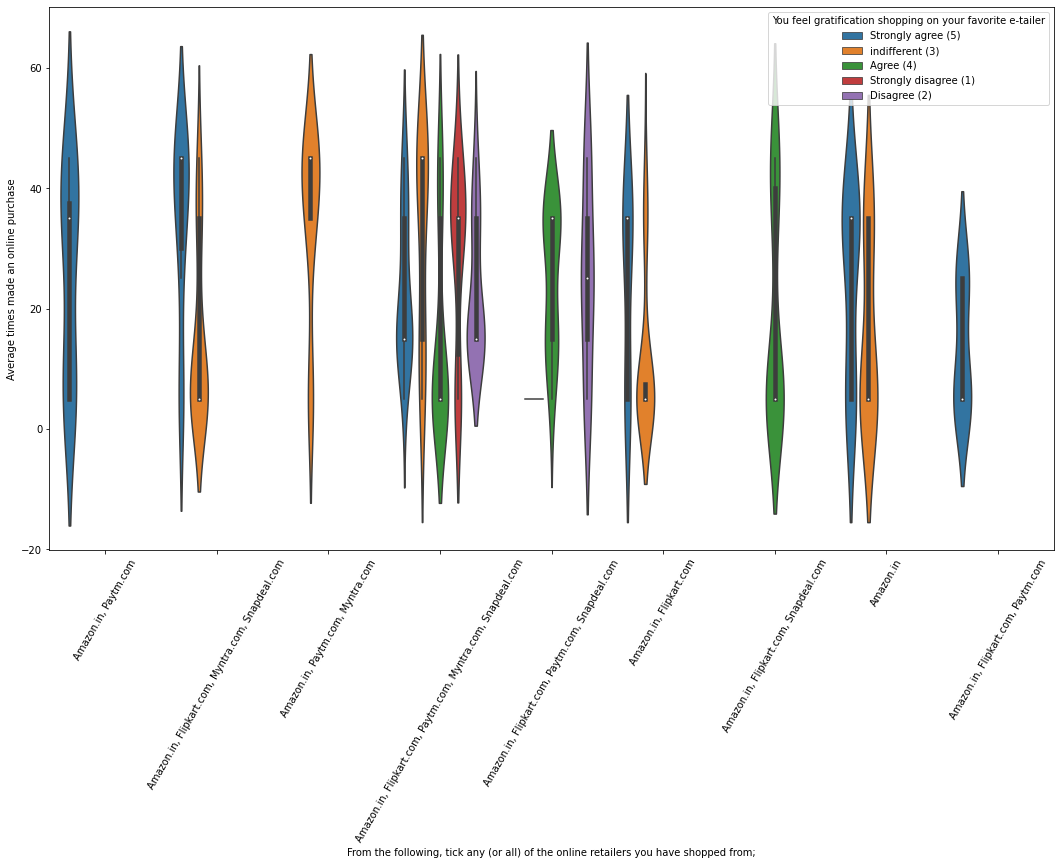 You feel gratification shopping on your favorite e-tailer
Strongly agree (5)
indifferent (3)
Agree (4)
Strongly disagree (1)
Disagree (2)
Average times made an online purchase
60
40
20
0
−20
Amazon.in, Paytm.com
Amazon.in, Flipkart.com, Myntra.com, Snapdeal.com
Amazon.in, Paytm.com, Myntra.com
Amazon.in, Flipkart.com, Paytm.com, Myntra.com, Snapdeal.com
Amazon.in, Flipkart.com, Paytm.com, Snapdeal.com
Amazon.in, Flipkart.com
Amazon.in, Flipkart.com, Snapdeal.com
Amazon.in
Amazon.in, Flipkart.com, Paytm.com
From the following, tick any (or all) of the online retailers you have shopped from;